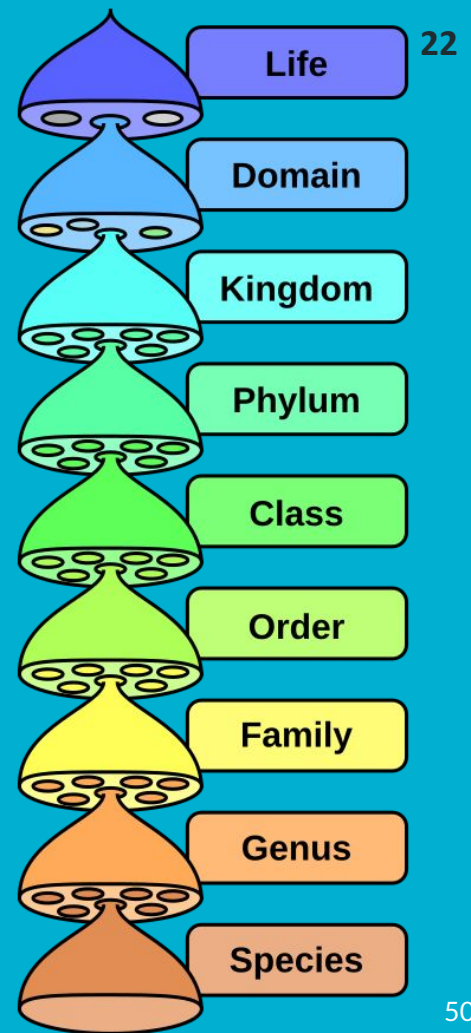 22
Life
Domain
Kingdom
Phylum
Class
Order
Family
Genus
Species
50